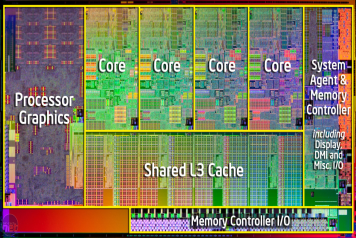 Processor
Graphics
Core
Core
Core
Core
System
Agent &
Memory
Controller
including
Display,
DMI and
Misc. I/O
Shared L3 Cache
Memory Controller I/O